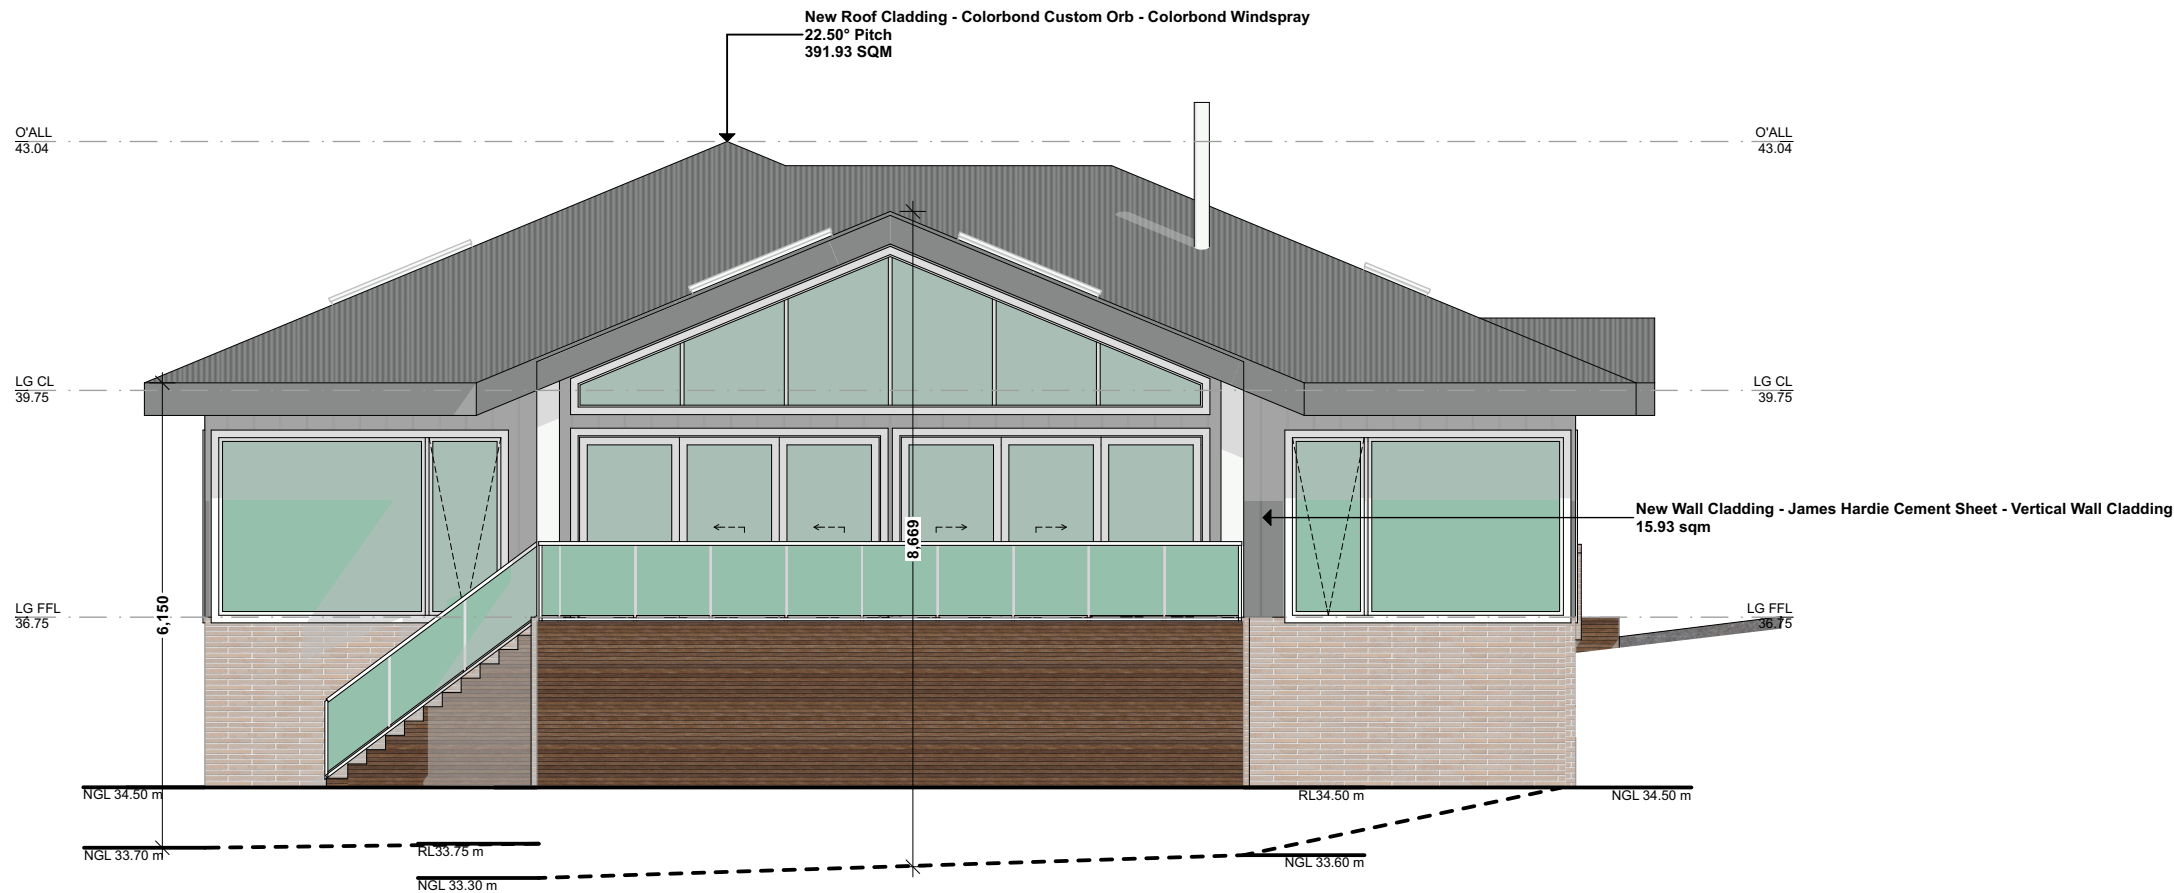 New Roof Cladding - Colorbond Custom Orb - Colorbond Windspray
22.50° Pitch
391.93 SQM
O'ALL
43.04
O'ALL
43.04
LG CL
39.75
LG CL
39.75
New Wall Cladding - James Hardie Cement Sheet - Vertical Wall Cladding
15.93 sqm
8,669
6,150
LG FFL
36.75
LG FFL
36.75
NGL 34.50 m
RL34.50 m
NGL 34.50 m
NGL 33.70 m
RL33.75 m
NGL 33.60 m
NGL 33.30 m